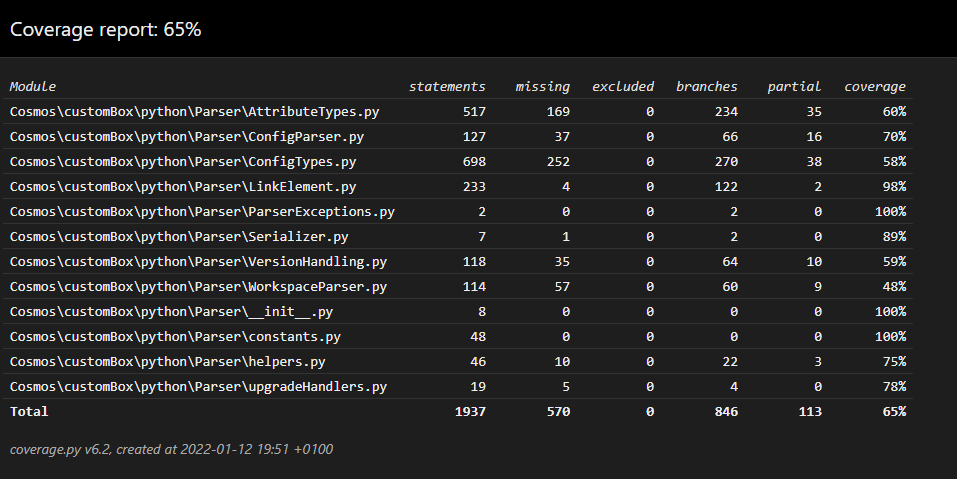 Coverage report: 65%
Module statements missing excluded branches partial coverage
Cosmos\customBox\python\Parser\AttributeTypes.py 517 169 0 234 35 60%
Cosmos\customBox\python\Parser\ConfigParser.py 127 37 0 66 16 70%
Cosmos\customBox\python\Parser\ConfigTypes.py 698 252 0 270 38 58%
Cosmos\customBox\python\Parser\LinkElement.py 233 4 0 122 2 98%
Cosmos\customBox\python\Parser\ParserExceptions.py 2 0 0 2 0 100%
Cosmos\customBox\python\Parser\Serializer.py 7 1 0 2 0 89%
Cosmos\customBox\python\Parser\VersionHandling.py 118 35 0 64 10 59%
Cosmos\customBox\python\Parser\WorkspaceParser.py 114 57 0 60 9 48%
Cosmos\customBox\python\Parser\__init__.py 8 0 0 0 0 100%
Cosmos\customBox\python\Parser\constants.py 48 0 0 0 0 100%
Cosmos\customBox\python\Parser\helpers.py 46 10 0 22 3 75%
Cosmos\customBox\python\Parser\upgradeHandlers.py 19 5 0 4 0 78%
Total 1937 570 0 846 113 65%
coverage.py v6.2, created at 2022-01-12 19:51 +0100